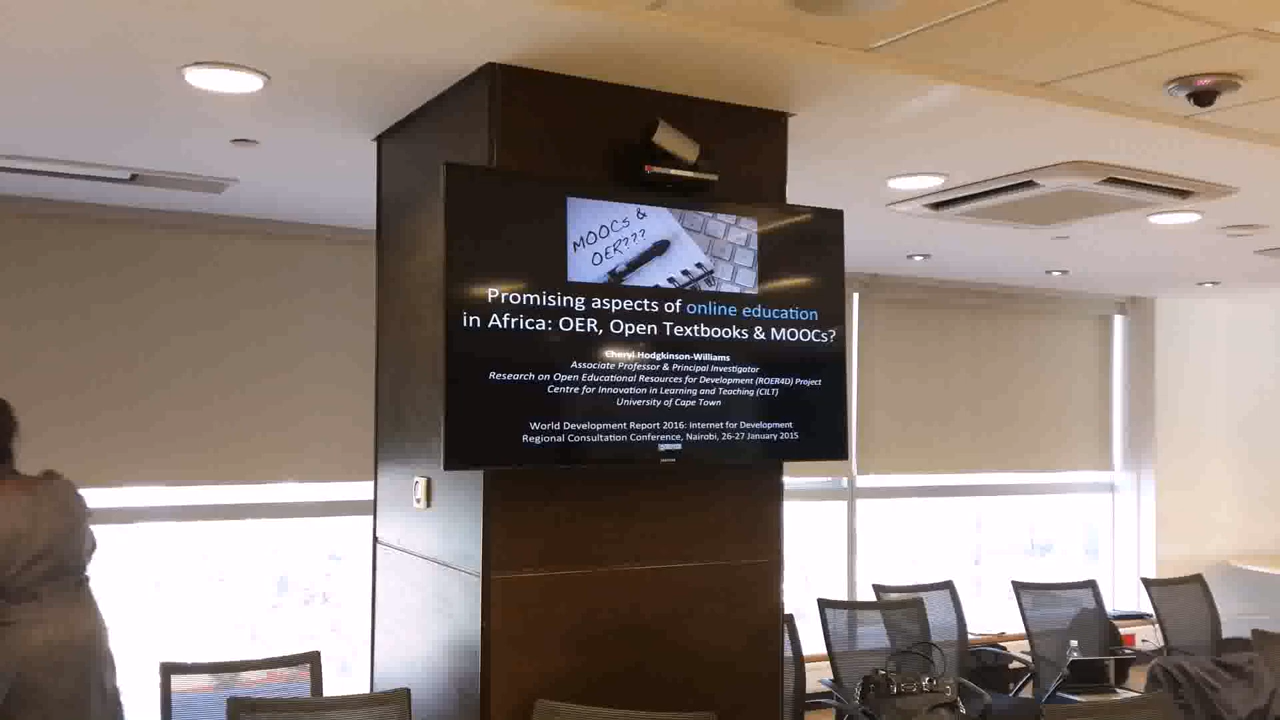 MOOCs &
OER???
Promising aspects of online education
in Africa: OER, Open Textbooks & MOOCs?
Cheryl Hodgkinson-Williams
Associate Professor & Principal Investigator
Research on Open Educational Resources for Development (ROER4D) Project
Centre for Innovation in Learning and Teaching (CILT)
University of Cape Town
World Development Report 2016: Internet for Development
Regional Consultation Conference, Nairobi, 26-27 January 2015